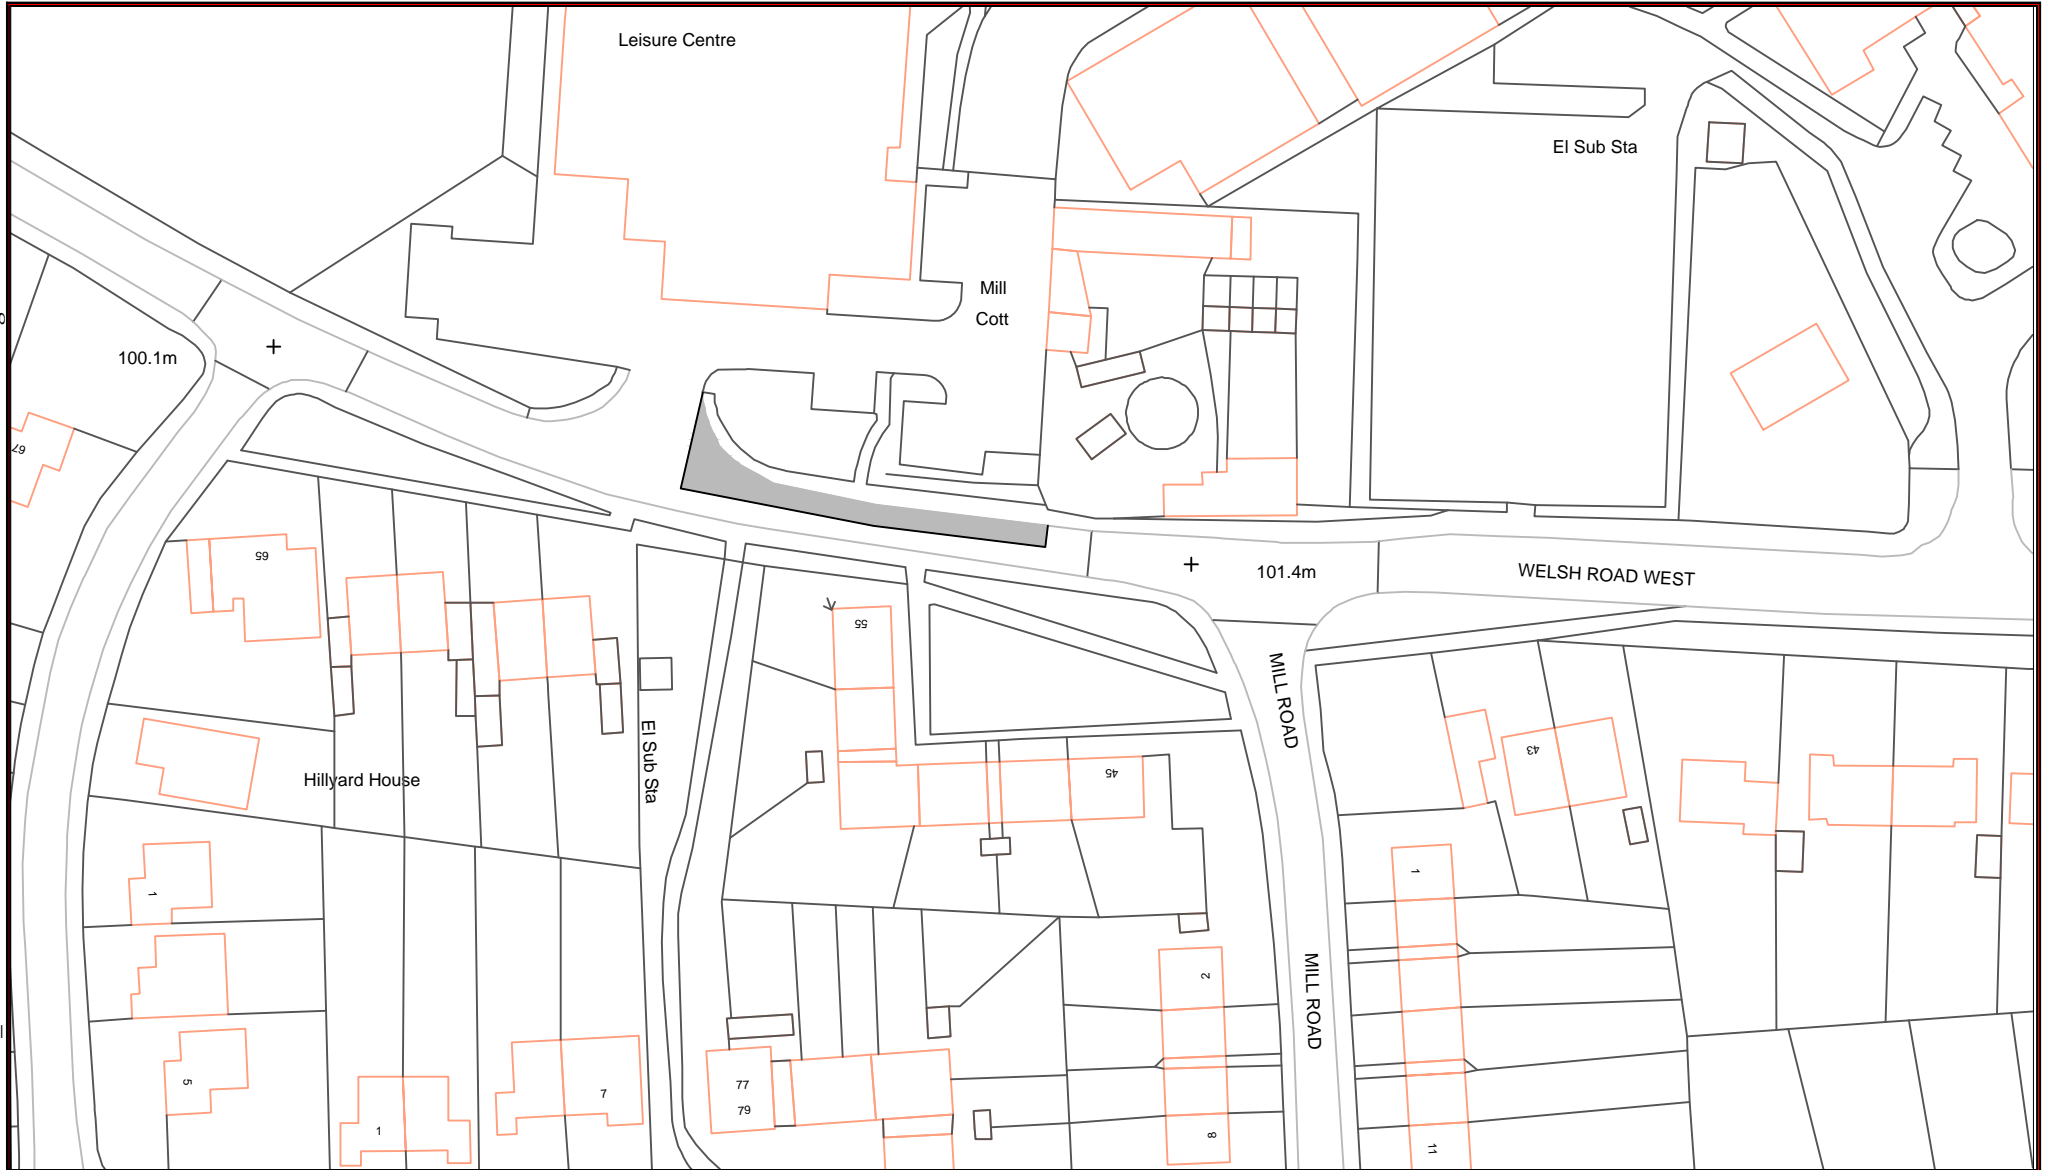 Leisure Centre
El Sub Sta
Mill
Cott
100.1m
67
101.4m
WELSH ROAD WEST
65
55
MILL ROAD
El Sub Sta
43
45
Hillyard House
1
1
2
MILL ROAD
5
77
7
79
1
8
11